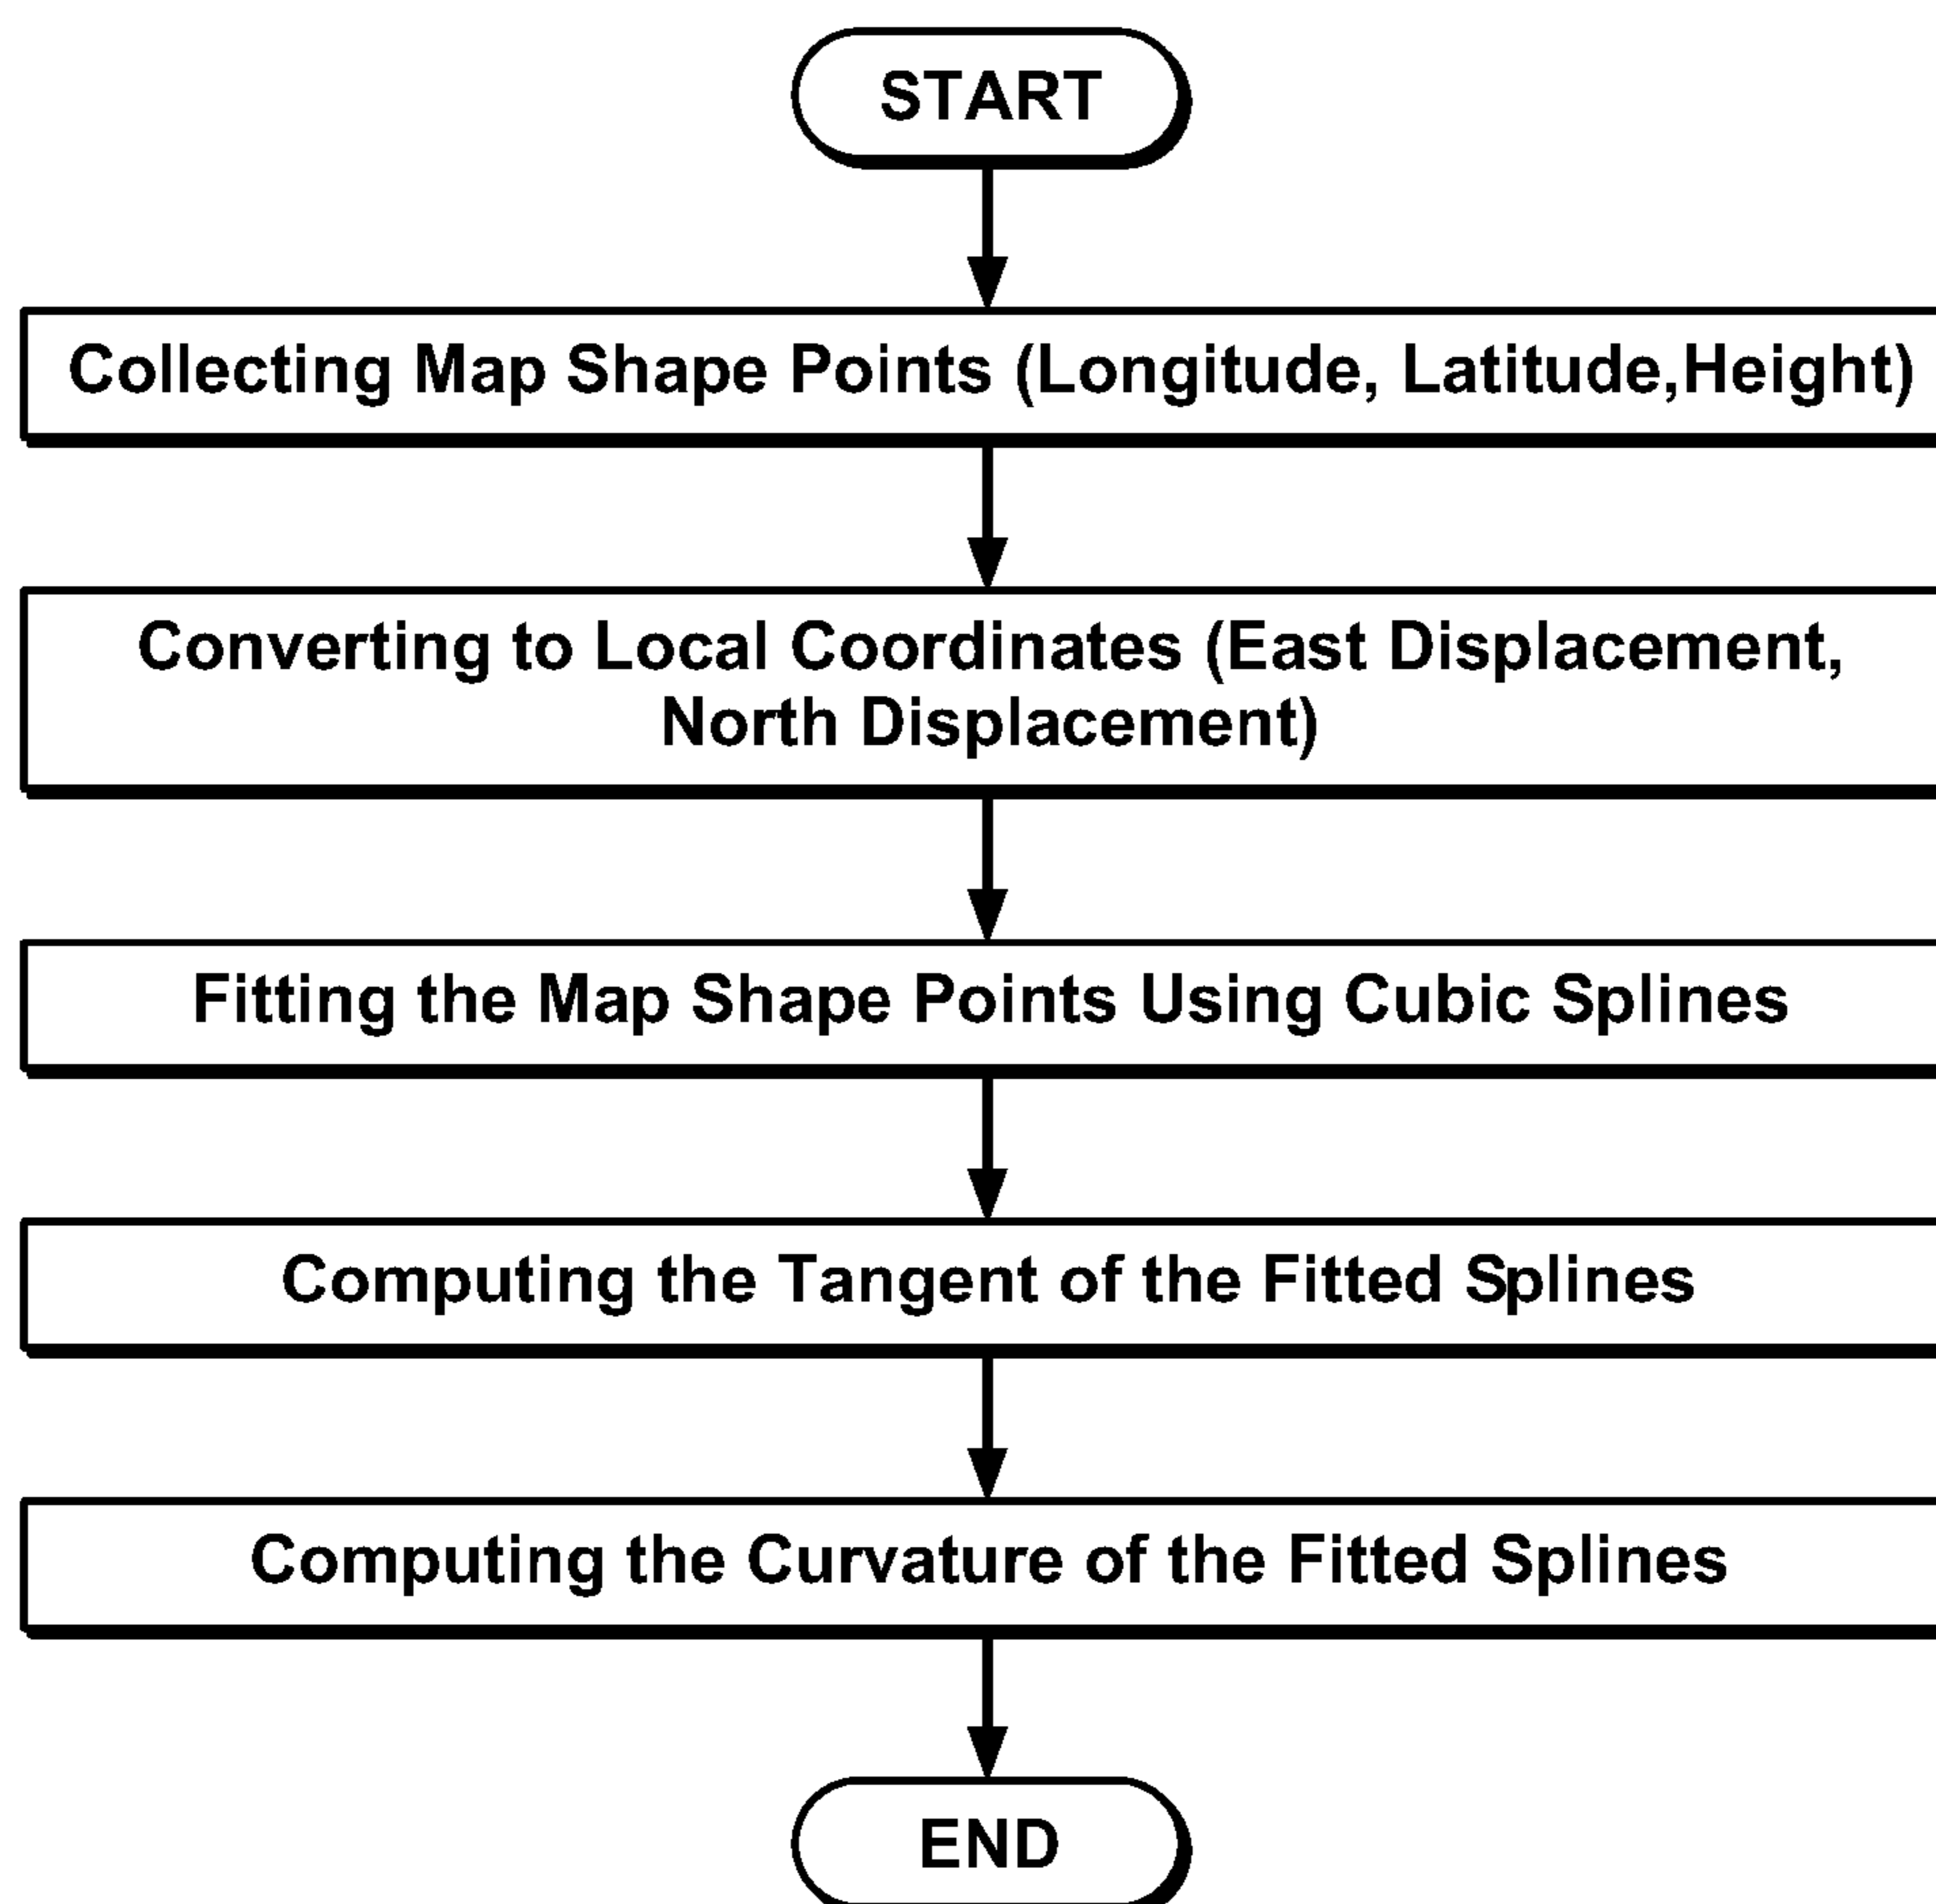 START
Collecting Map Shape Points (Longitude, Latitude,Height)
Converting to Local Coordinates (East Displacement,
North Displacement)
Fitting the Map Shape Points Using Cubic Splines
Computing the Tangent of the Fitted Splines
Computing the Curvature of the Fitted Splines
END